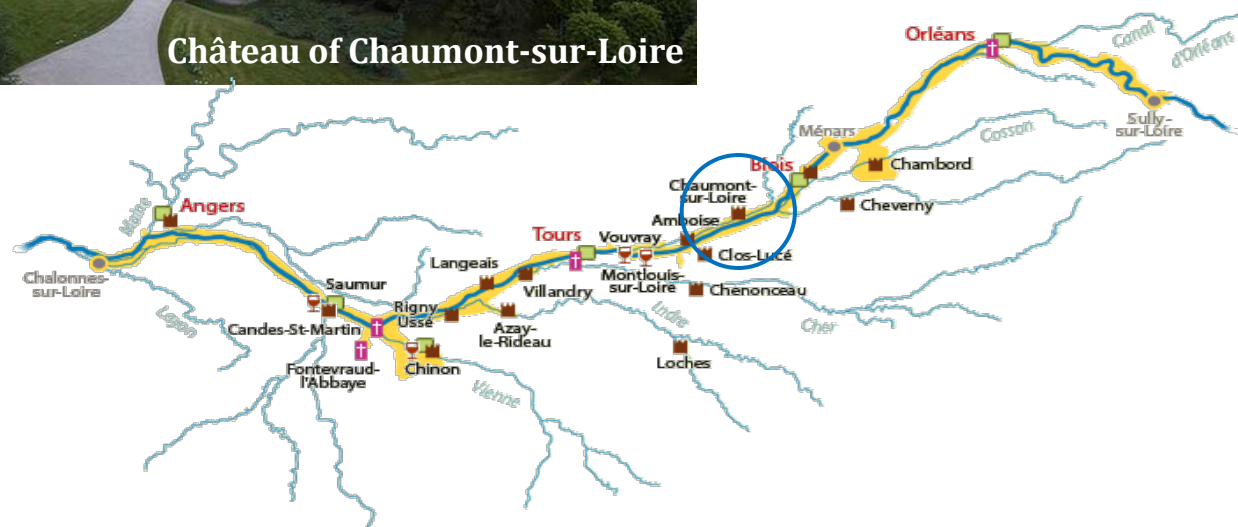 Château of Chaumont-sur-Loire
Orléans
Canal
d'Orléans
Sully-
sur-Loire
Ménars
Cosson
Blois
Chambord
Chaumont-
sur-Loire
Cheverny
Amboise
Clos-Lucé
Maine
Angers
Tours
Vouvray
Montlouis-
sur-Loire
Chenonceau
Langeais
Villandry
Chalonnes-
sur-Loire
Layon
Saumur
Rigny
Ussé
Candes-St-Martin
Azay-
le-Rideau
Indre
Cher
Loches
Fontevraud-
l'Abbaye
Chinon
Vienne